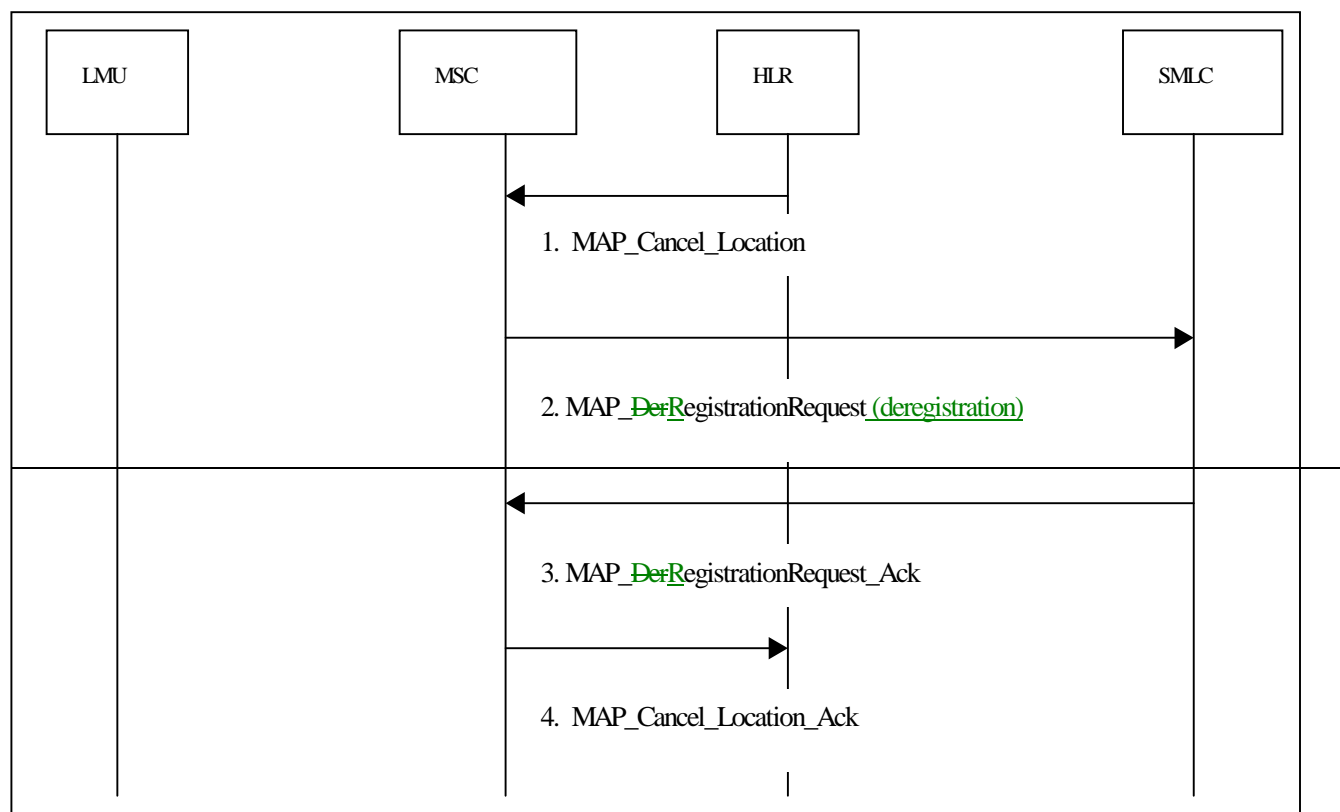 LMU
MSC
HLR
SMLC
1. MAP_Cancel_Location
2. MAP_DerRegistrationRequest (deregistration)
3. MAP_DerRegistrationRequest_Ack
4. MAP_Cancel_Location_Ack